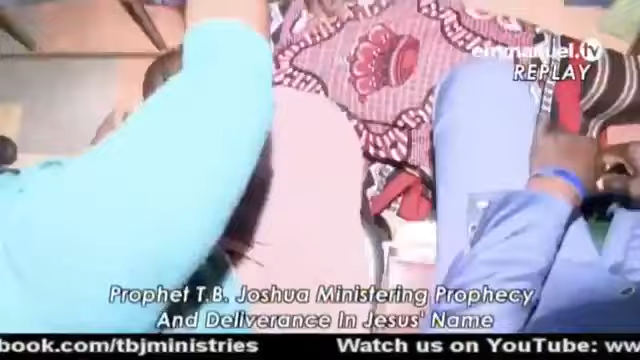 emmanuel.tv
REPLAY
Prophet T.B. Joshua Ministering Prophecy
And Deliverance In Jesus' Name
book.com/tbjministries Watch us on YouTube: ww